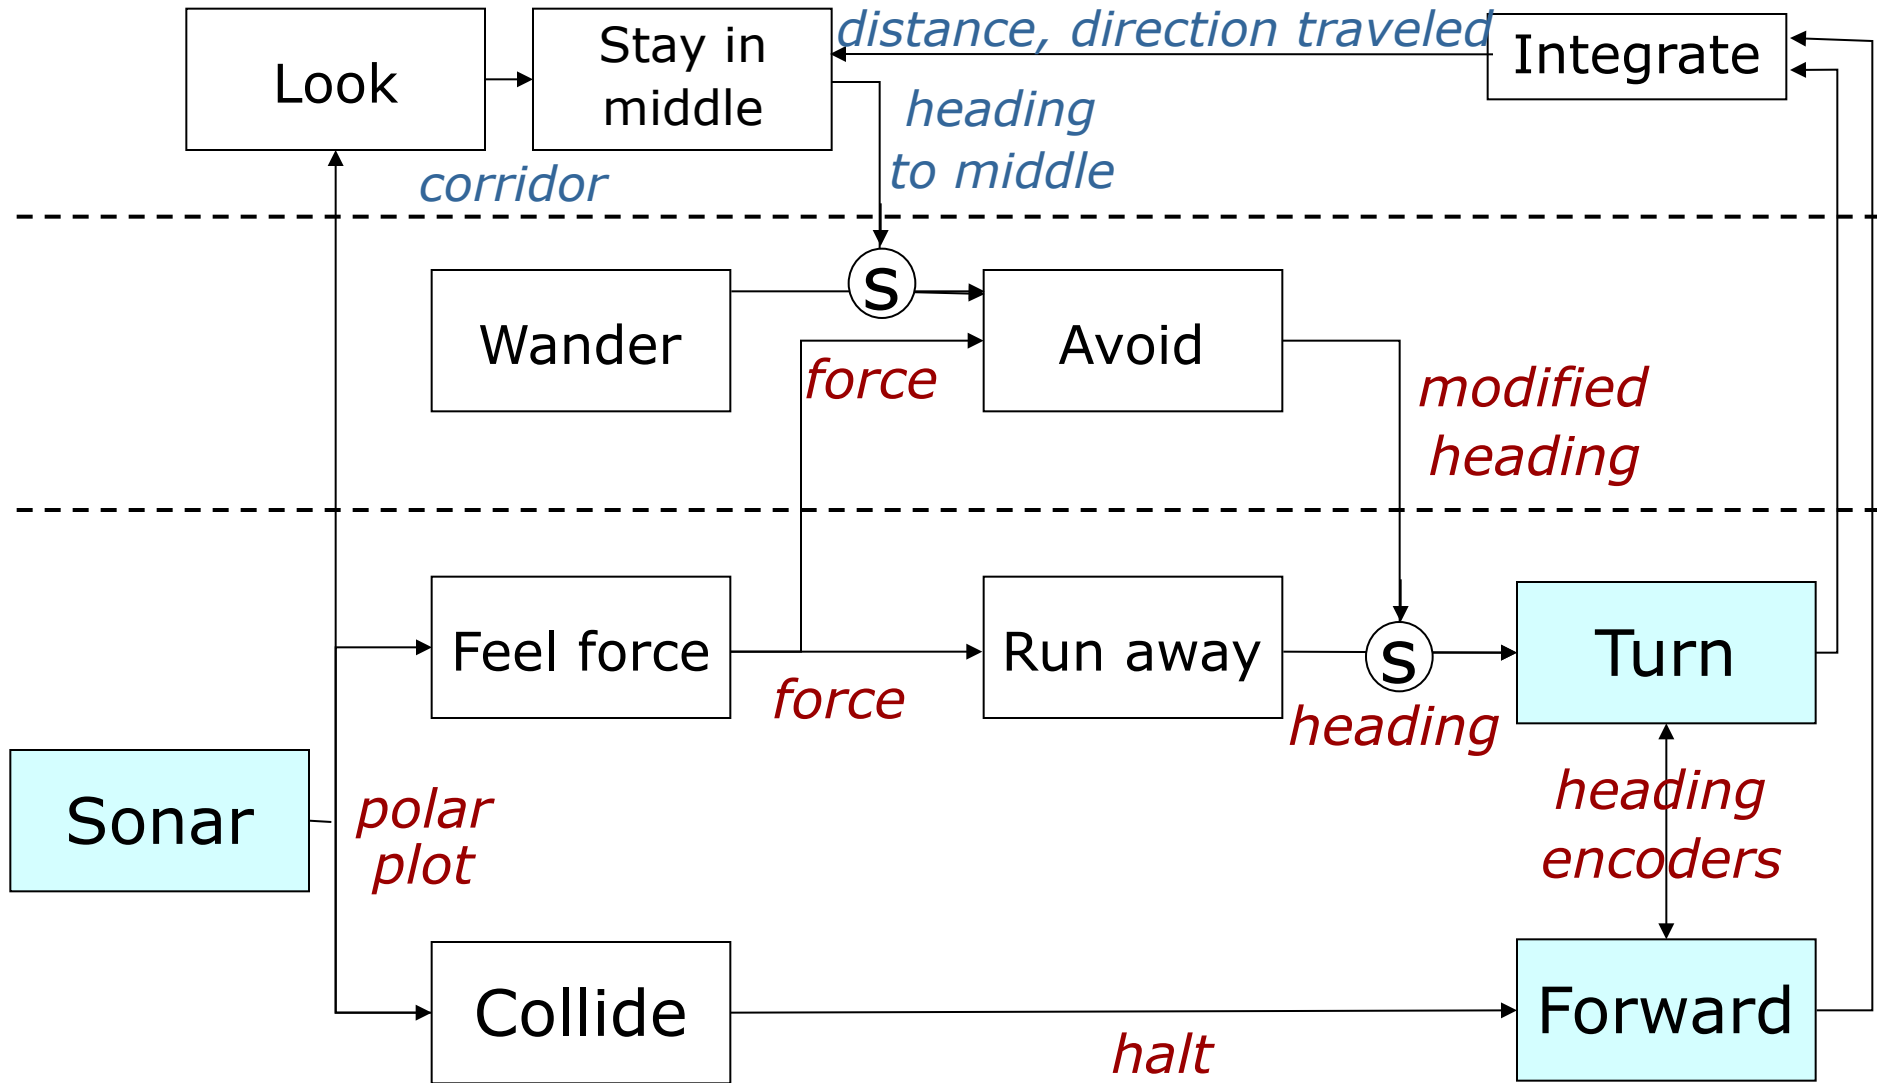 Look
Stay in
middle
distance, direction traveled
Integrate
heading
to middle
corridor
S
Wander
Avoid
force
modified
heading
Feel force
Run away
S
Turn
force
heading
Sonar
polar
plot
heading
encoders
Collide
Forward
halt